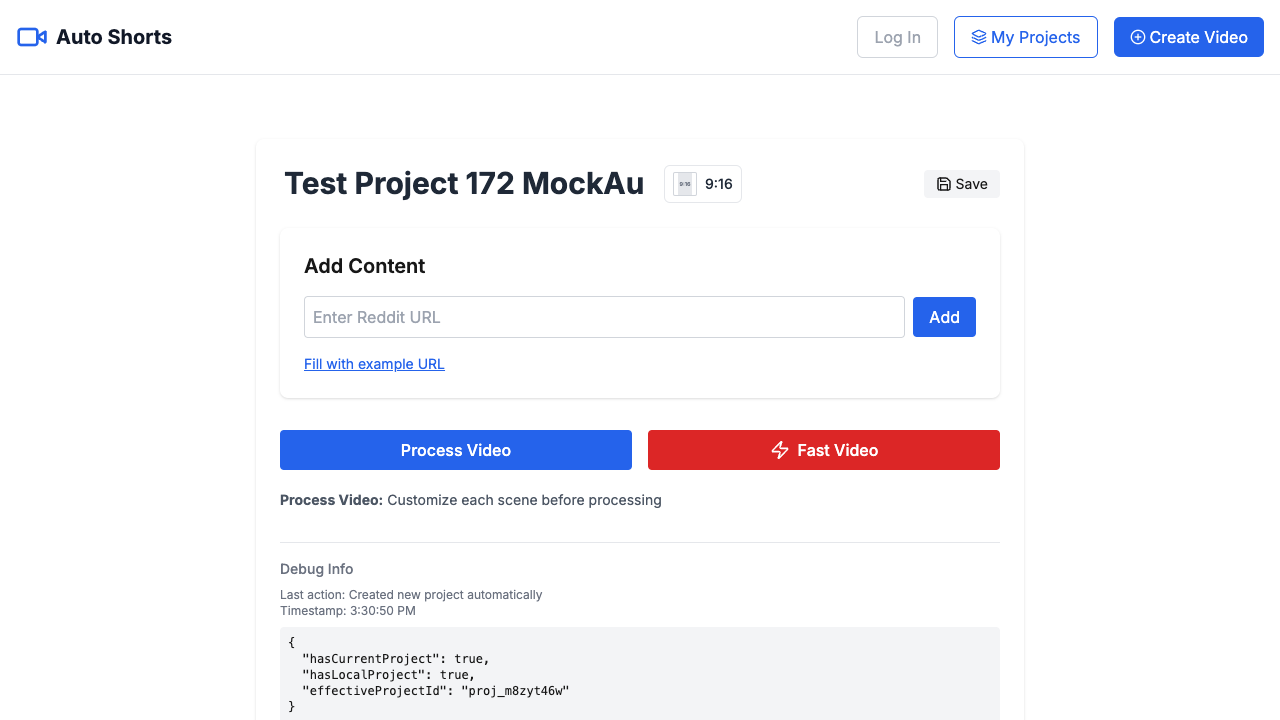 Auto Shorts
Log In
My Projects
Create Video
Test Project 172 MockAu
9:16
9:16
Save
Add Content
Enter Reddit URL
Add
Fill with example URL
Process Video
Fast Video
Process Video: Customize each scene before processing
Debug Info
Last action: Created new project automatically
Timestamp: 3:30:50 PM
{
  "hasCurrentProject": true,
  "hasLocalProject": true,
  "effectiveProjectId": "proj_m8zyt46w"
}